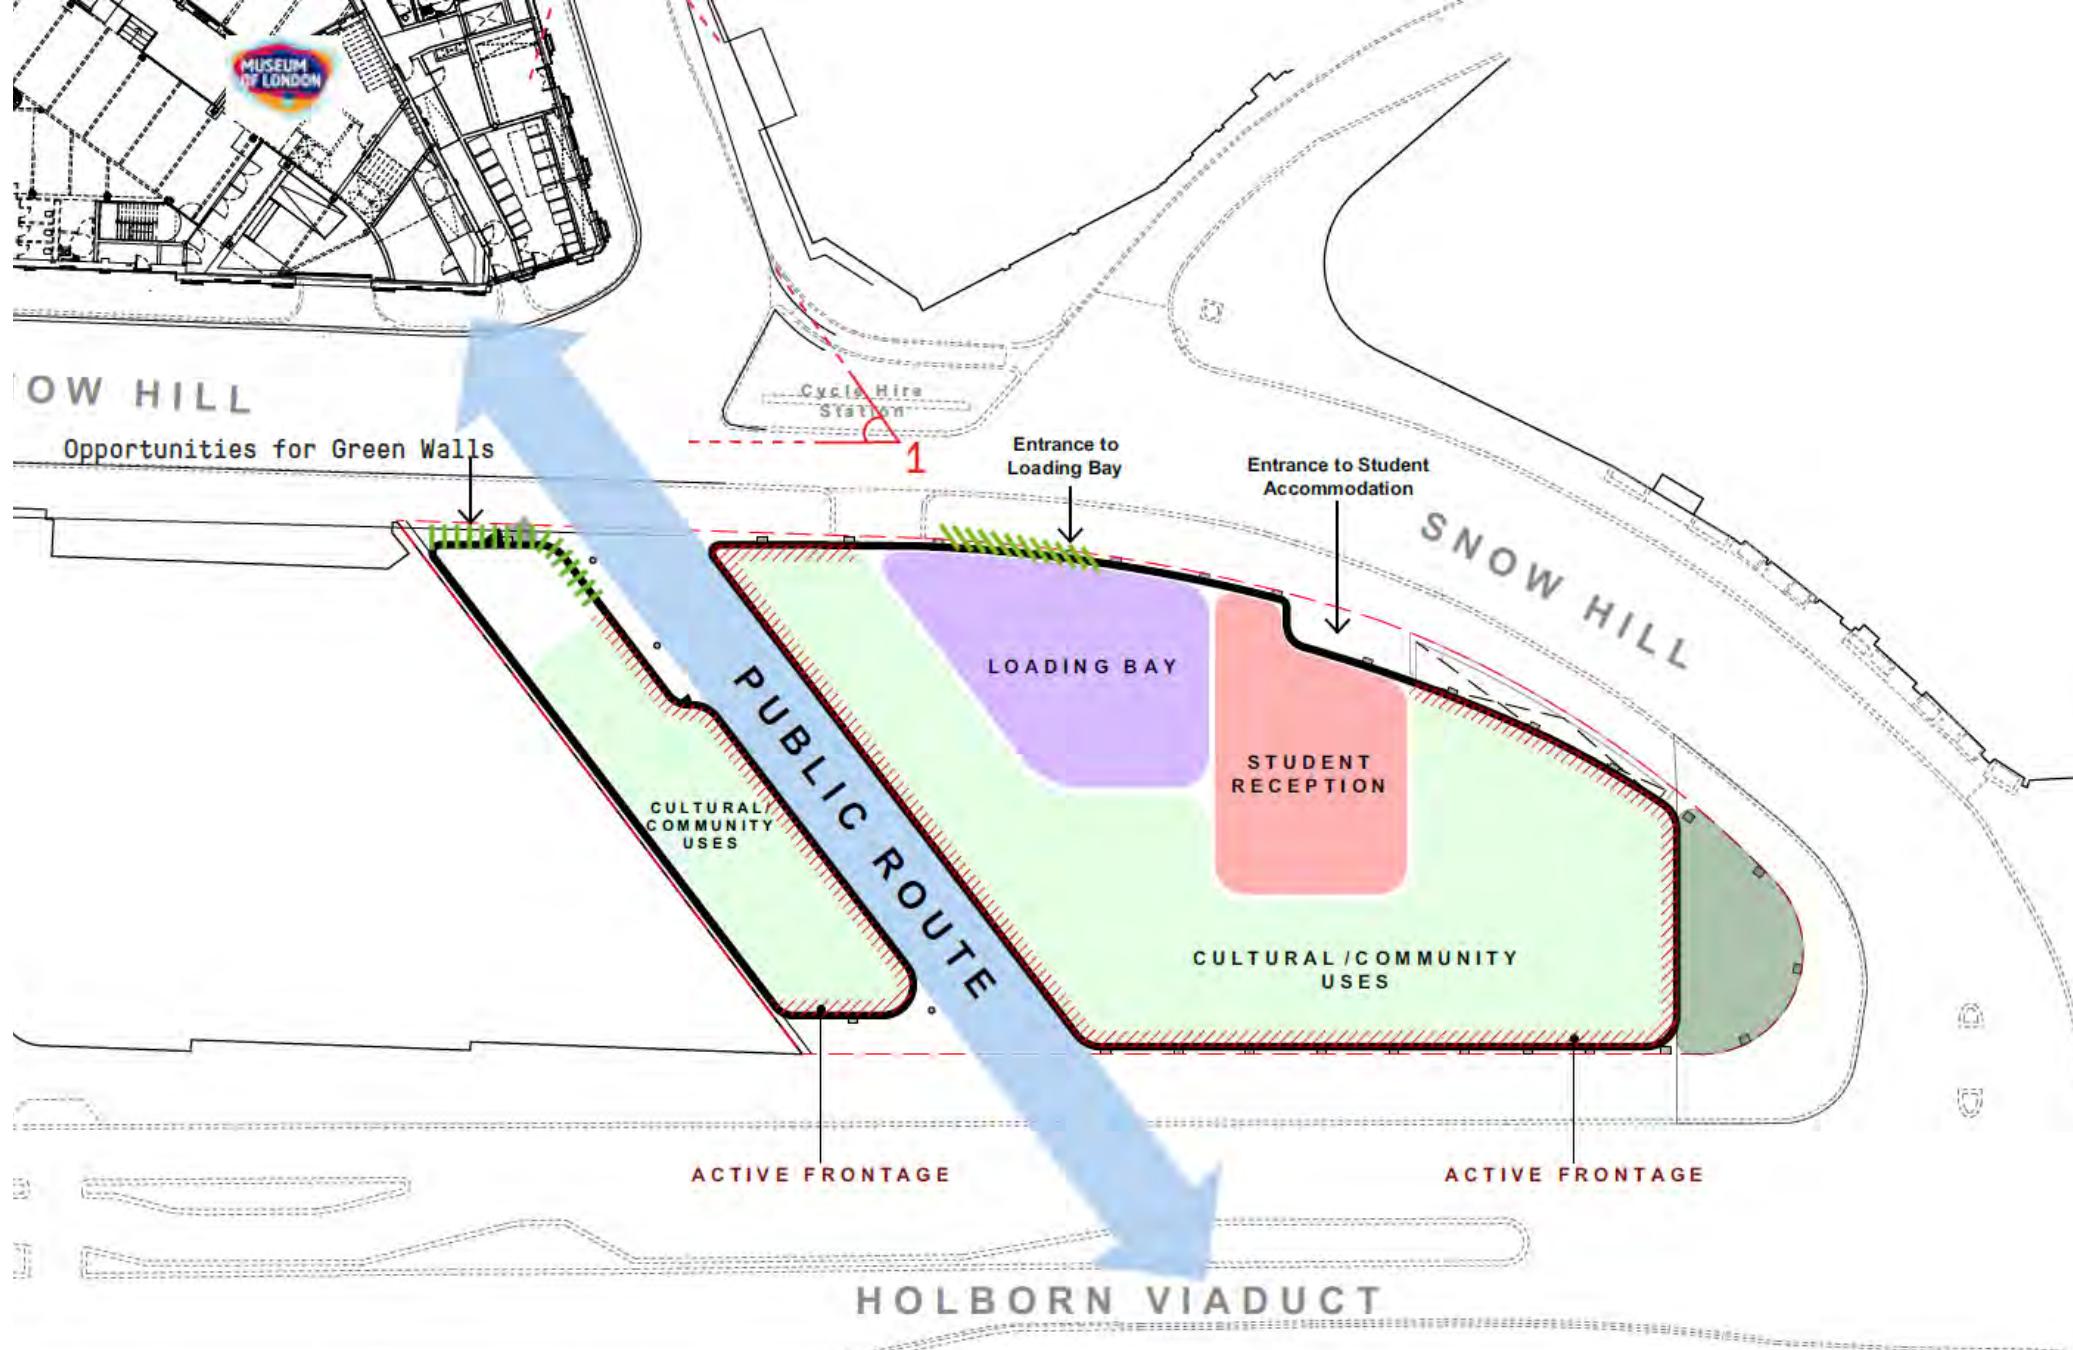 MUSEUM
OF LONDON
OW HILL
Opportunities for Green Walls
Cycle Hire
Station
1
Entrance to
Loading Bay
Entrance to Student
Accommodation
SNOW HILL
LOADING BAY
STUDENT
RECEPTION
PUBLIC ROUTE
CULTURAL/
COMMUNITY
USES
CULTURAL/COMMUNITY
USES
ACTIVE FRONTAGE
ACTIVE FRONTAGE
HOLBORN VIADUCT